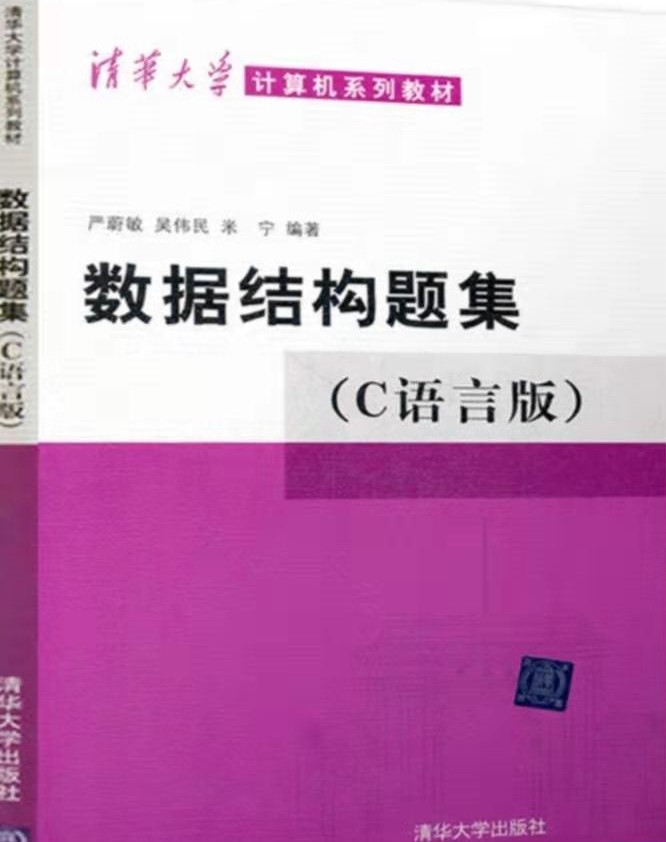 清华大学计算机系列教材
数据结构题集(C语言版)
清华大学出版社
清华大学 计算机系列教材
严蔚敏 吴伟民 米 宁 编著
数据结构题集
(C语言版)
清华大学出版社